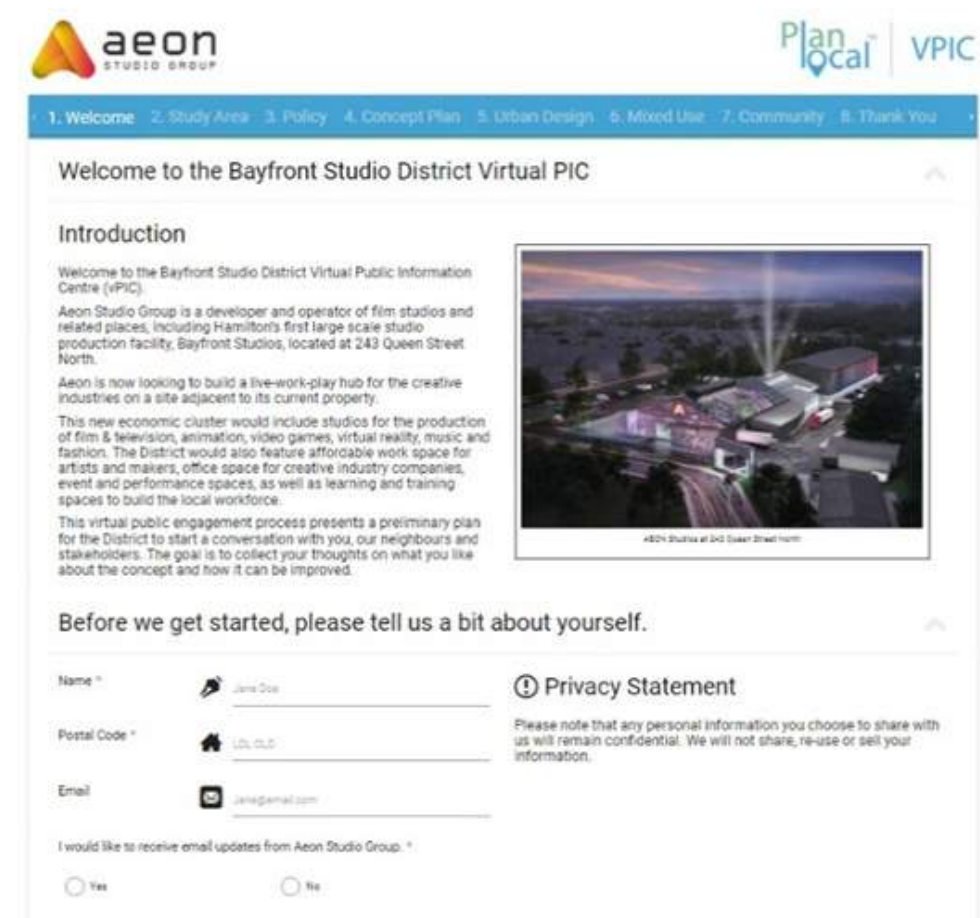 aeon
STUDIO GROUP
Plan Local™
VPIC
1. Welcome 2. Study Area 3. Policy 4. Concept Plan 5. Urban Design 6. Mixed Use 7. Community 8. Thank You
Welcome to the Bayfront Studio District Virtual PIC
Introduction
Welcome to the Bayfront Studio District Virtual Public Information
Centre (vPIC).
Aeon Studio Group is a developer and operator of film studios and
related places, including Hamilton's first large scale studio
production facility, Bayfront Studios, located at 243 Queen Street
North.
Aeon is now looking to build a live-work-play hub for the creative
industries on a site adjacent to its current property.
This new economic cluster would include studios for the production
of film & television, animation, video games, virtual reality, music and
fashion. The District would also feature affordable work space for
artists and makers, office space for creative industry companies,
event and performance spaces, as well as learning and training
spaces to build the local workforce.
This virtual public engagement process presents a preliminary plan
for the District to start a conversation with you, our neighbours and
stakeholders. The goal is to collect your thoughts on what you like
about the concept and how it can be improved.
AEON Studios at 243 Queen Street North
Before we get started, please tell us a bit about yourself.
Name *
Jane Doe
Postal Code *
Email
Jane@email.com
I would like to receive email updates from Aeon Studio Group. *
Yes
No
Privacy Statement
Please note that any personal information you choose to share with
us will remain confidential. We will not share, re-use or sell your
information.